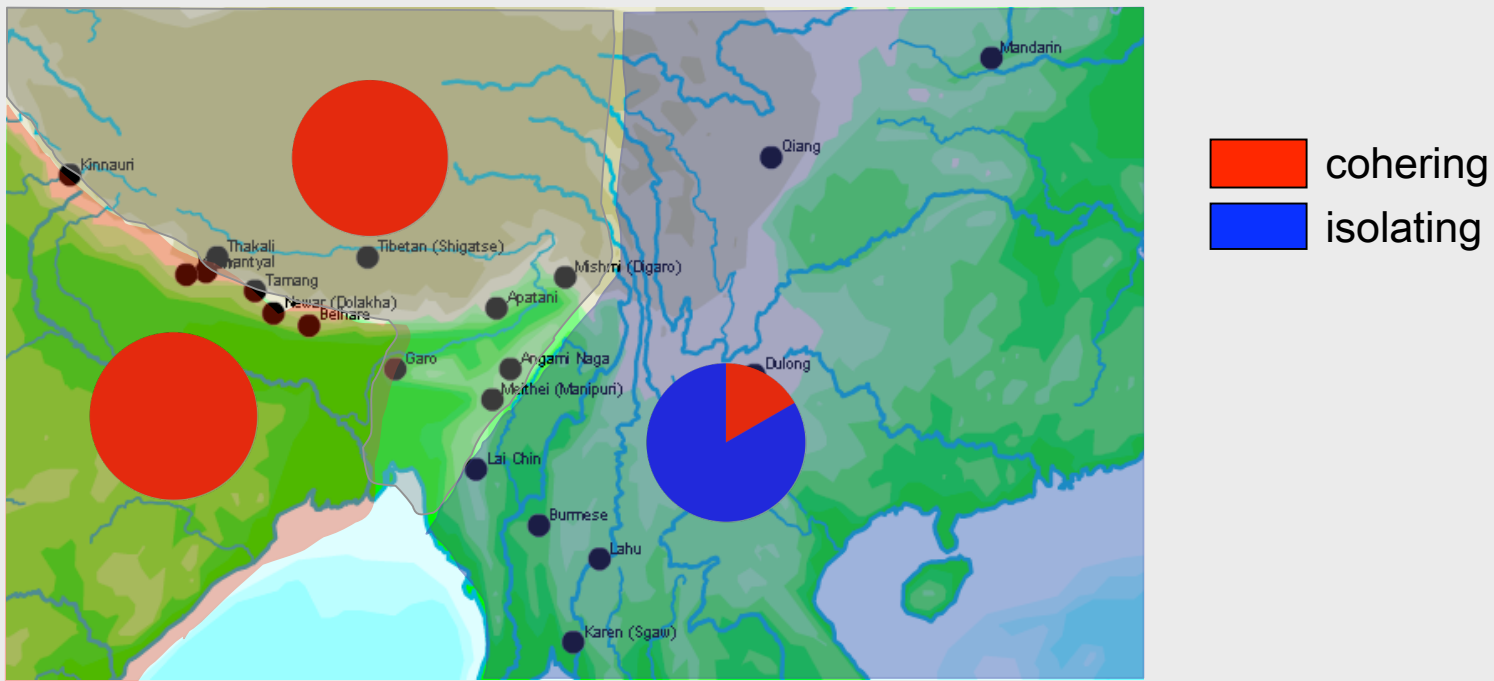 Mandarin
Qiang
Kinnauri
Thakali
Tibetan (Shigatse)
Mishmi (Digaro)
Tamang
Apatani
Newar (Dolakha)
Belhare
Garo
Angami Naga
Dulong
Meithei (Manipuri)
Lai Chin
Burmese
Lahu
Karen (Sgaw)
cohering
isolating